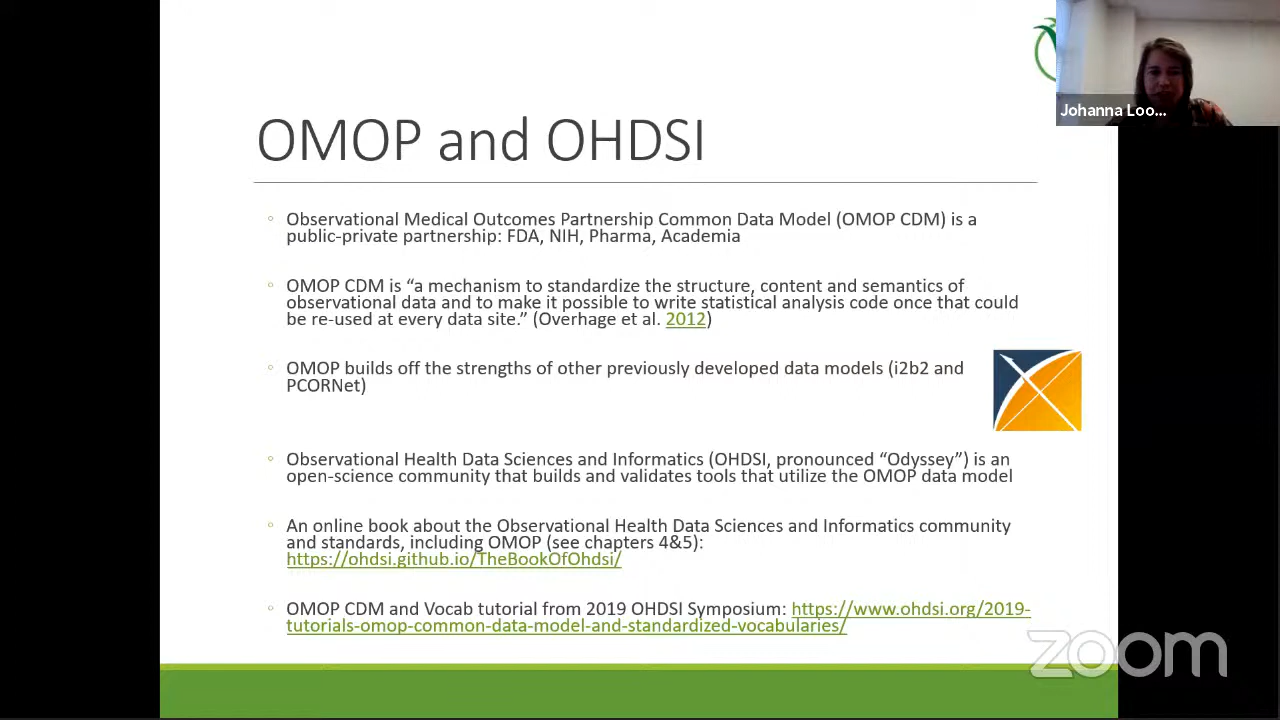 Johanna Loo...
OMOP and OHDSI
Observational Medical Outcomes Partnership Common Data Model (OMOP CDM) is a
public-private partnership: FDA, NIH, Pharma, Academia
OMOP CDM is “a mechanism to standardize the structure, content and semantics of
observational data and to make it possible to write statistical analysis code once that could
be re-used at every data site.” (Overhage et al. 2012)
OMOP builds off the strengths of other previously developed data models (i2b2 and
PCORNet)
Observational Health Data Sciences and Informatics (OHDSI, pronounced “Odyssey”) is an
open-science community that builds and validates tools that utilize the OMOP data model
An online book about the Observational Health Data Sciences and Informatics community
and standards, including OMOP (see chapters 4&5):
https://ohdsi.github.io/TheBookOfOhdsi/
OMOP CDM and Vocab tutorial from 2019 OHDSI Symposium: https://www.ohdsi.org/2019-
tutorials-omop-common-data-model-and-standardized-vocabularies/
zoom